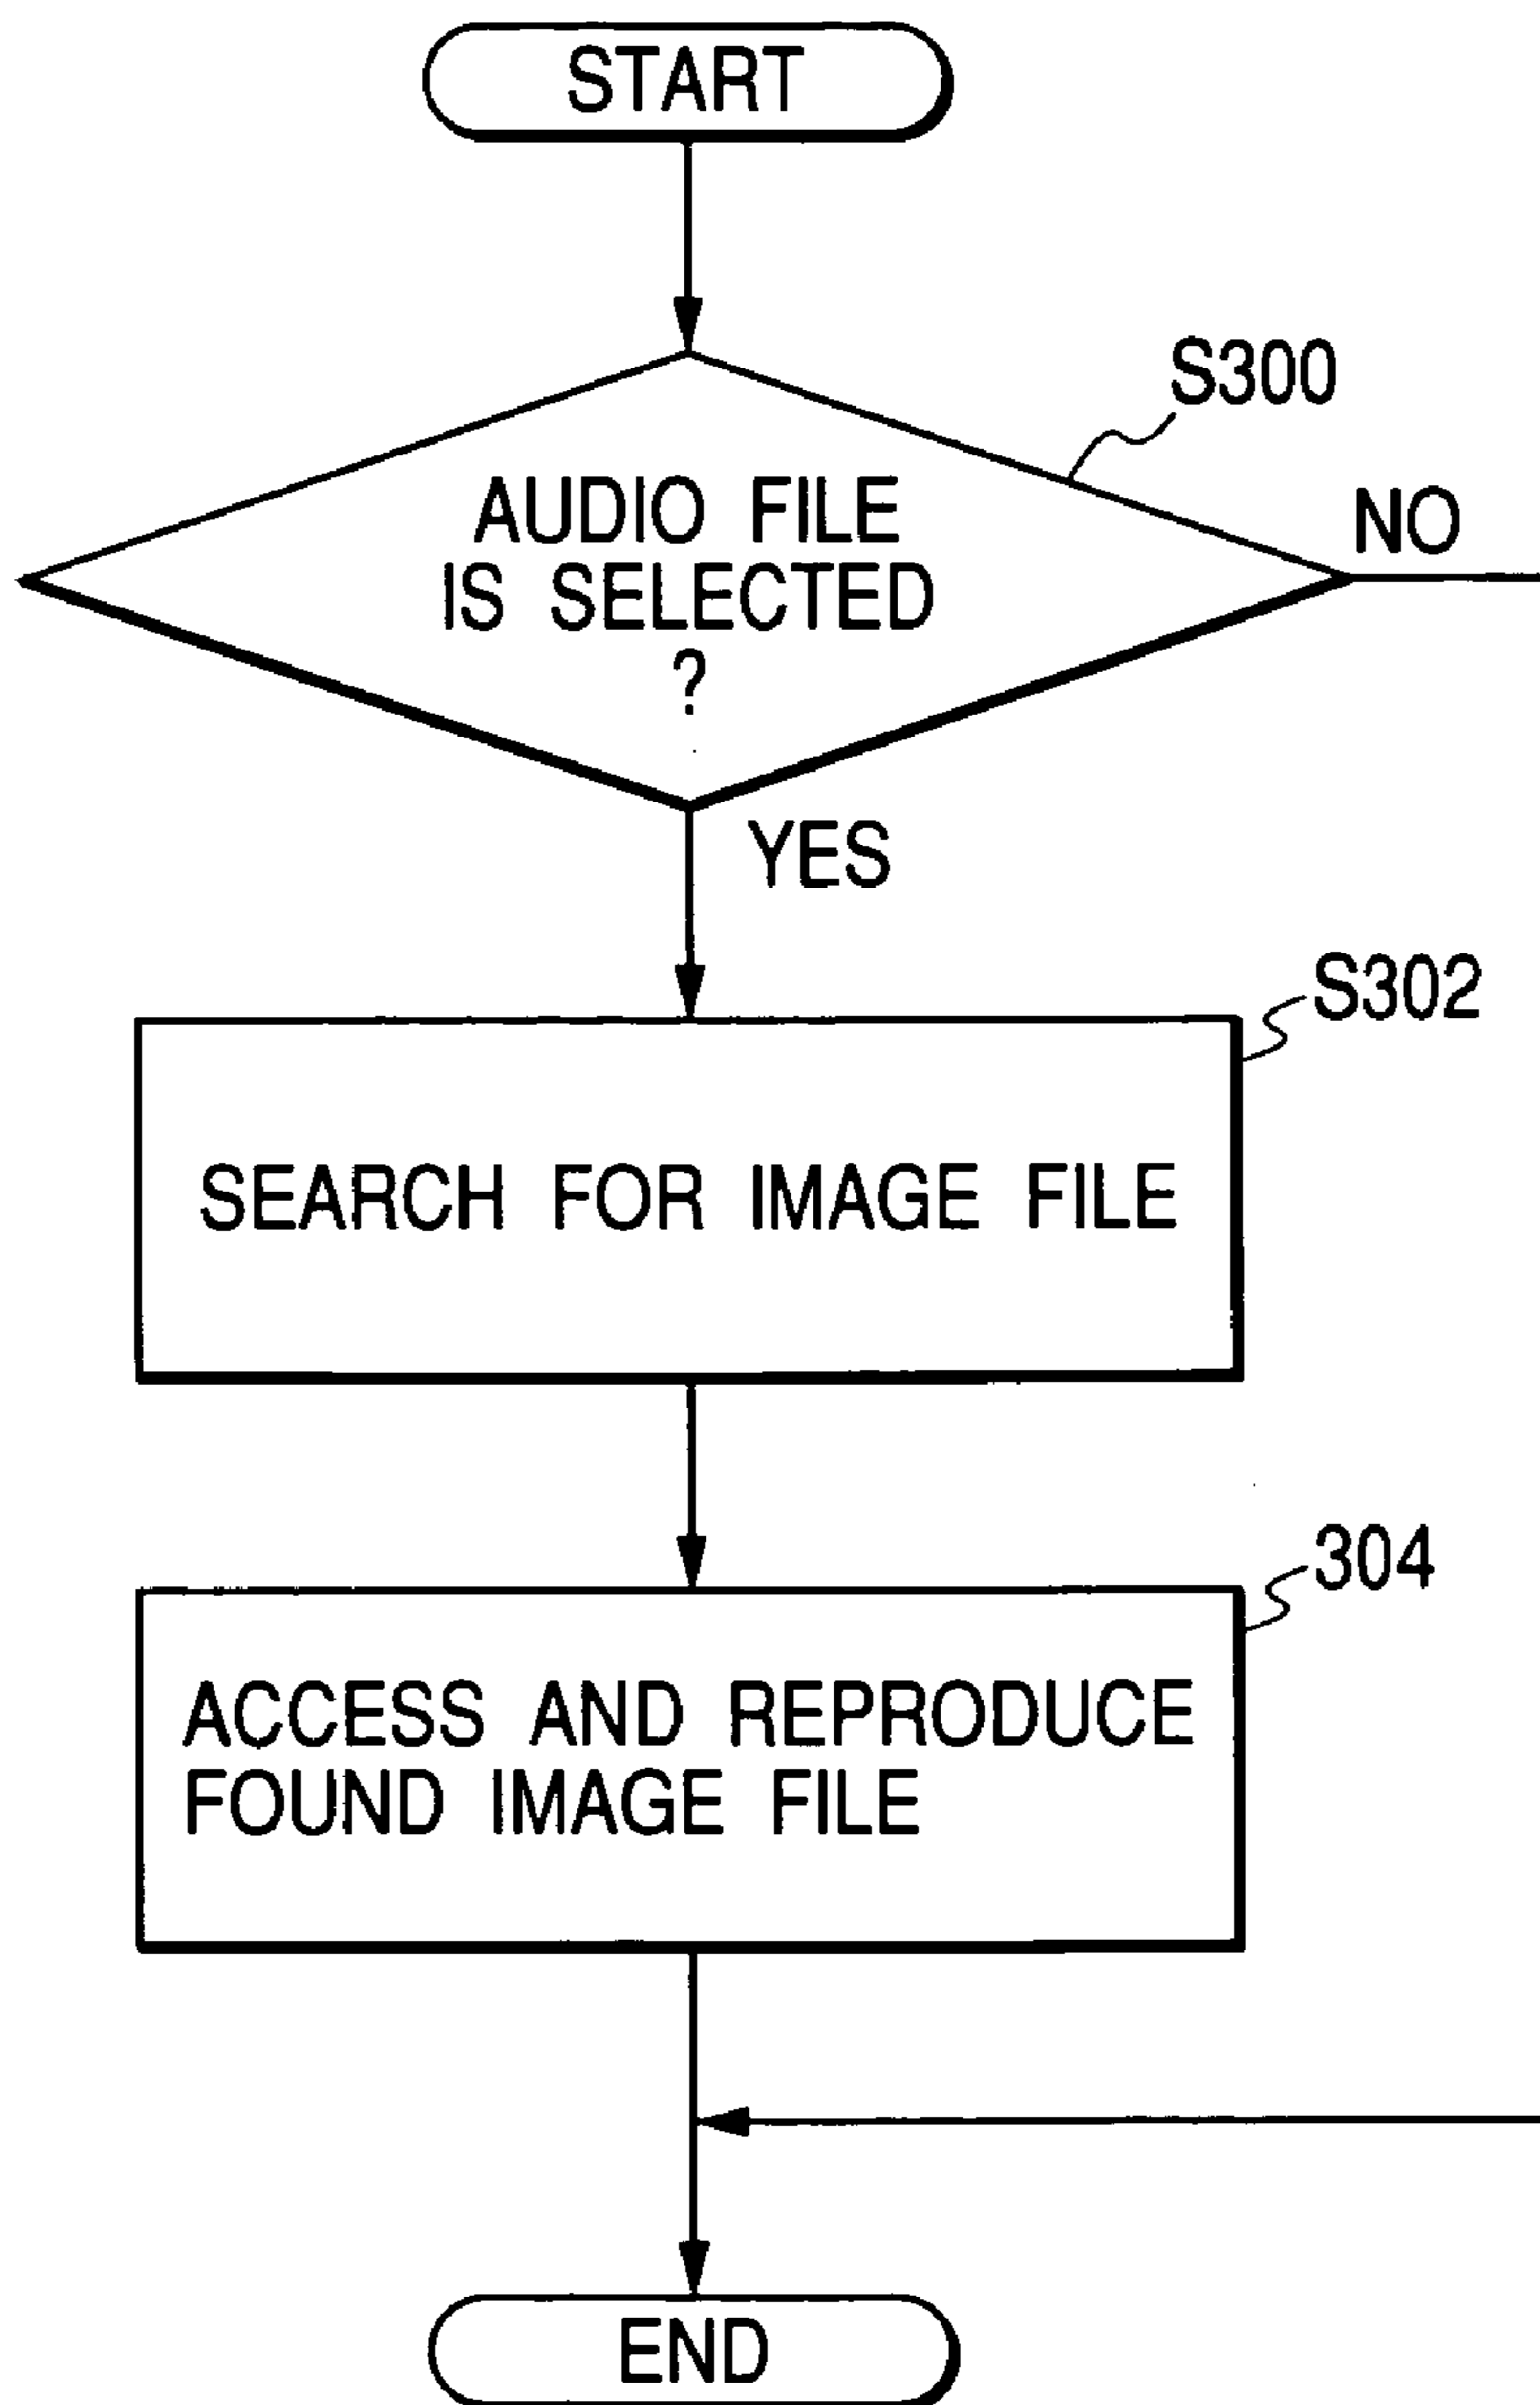 START
S300
AUDIO FILE
IS SELECTED
?
NO
YES
S302
SEARCH FOR IMAGE FILE
304
ACCESS AND REPRODUCE
FOUND IMAGE FILE
END